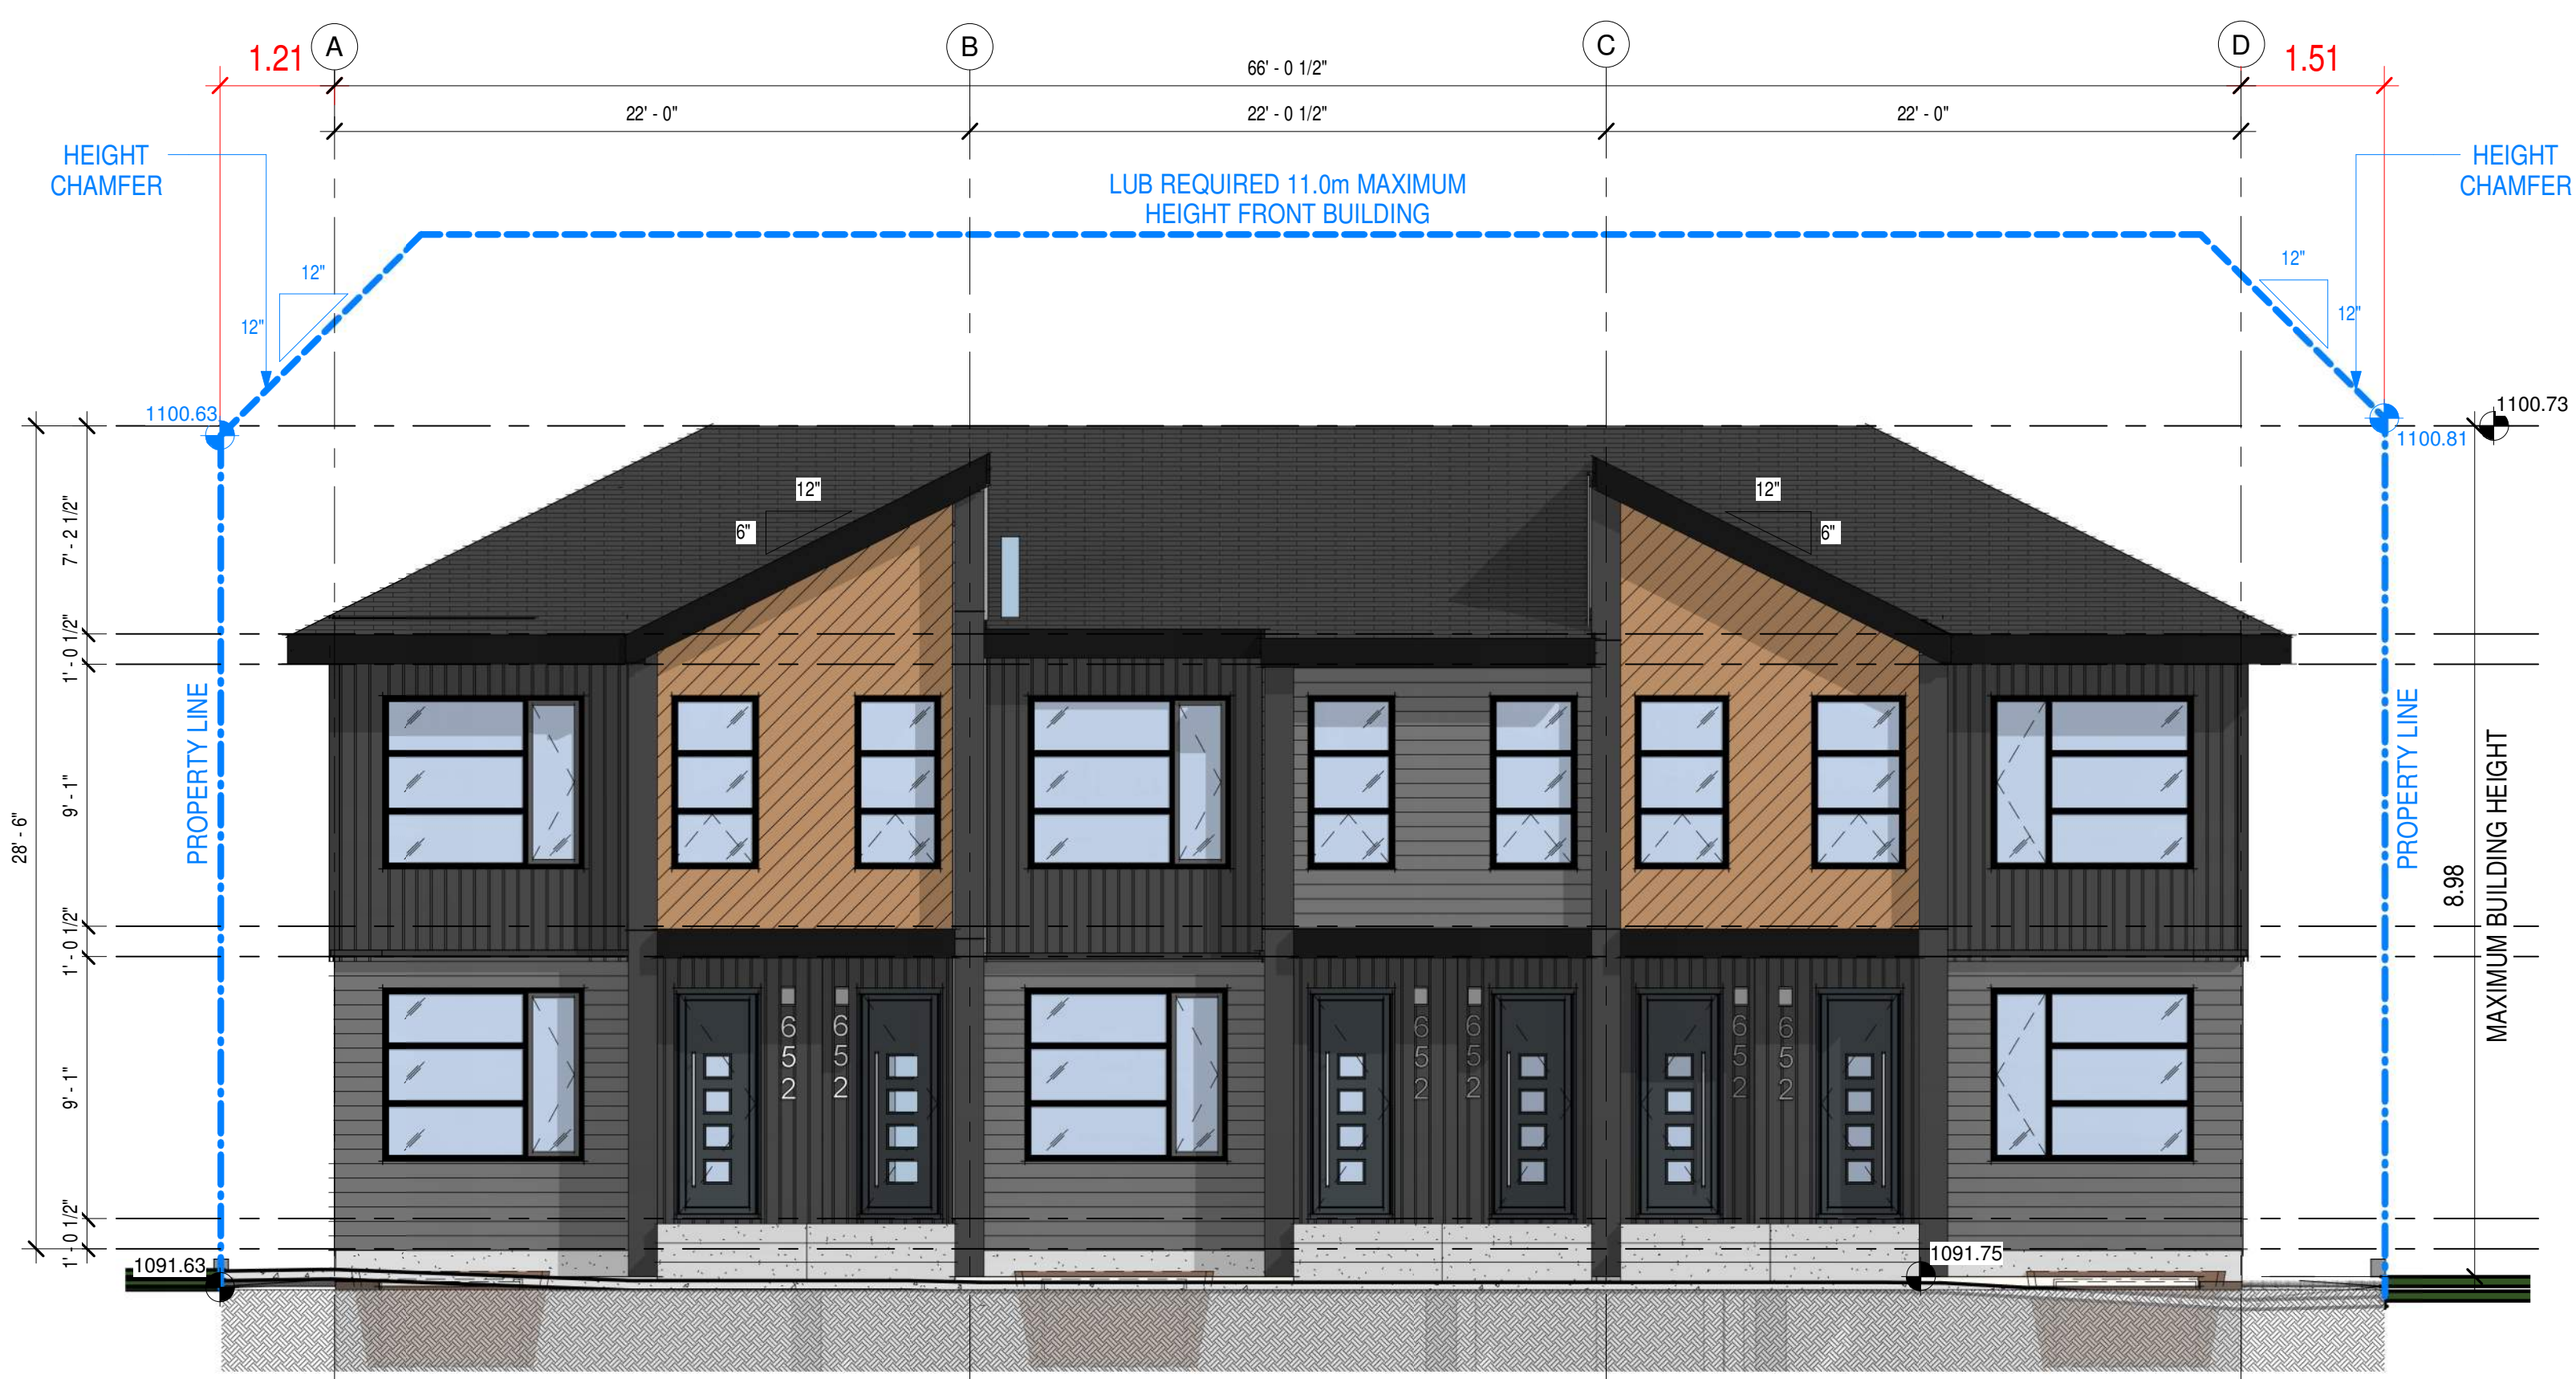 A
B
C
D
1.21
66' - 0 1/2"
1.51
22' - 0"
22' - 0 1/2"
22' - 0"
HEIGHT
CHAMFER
LUB REQUIRED 11.0m MAXIMUM
HEIGHT FRONT BUILDING
HEIGHT
CHAMFER
12"
12"
12"
12"
1100.63
1100.73
1100.81
12"
6"
12"
6"
28' - 6"
7' - 2 1/2"
1' - 0 1/2"
9' - 1"
1' - 0 1/2"
9' - 1"
1' - 0 1/2"
PROPERTY LINE
PROPERTY LINE
8.98
MAXIMUM BUILDING HEIGHT
652
652
652
652
652
652
1091.63
1091.75